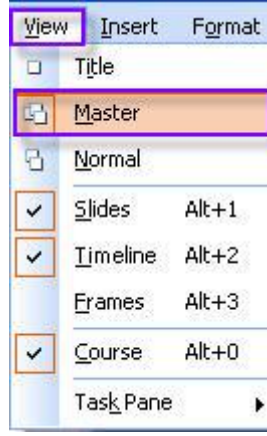 View Insert Format
Title
Master
Normal
Slides Alt+1
Timeline Alt+2
Frames Alt+3
Course Alt+0
Task Pane